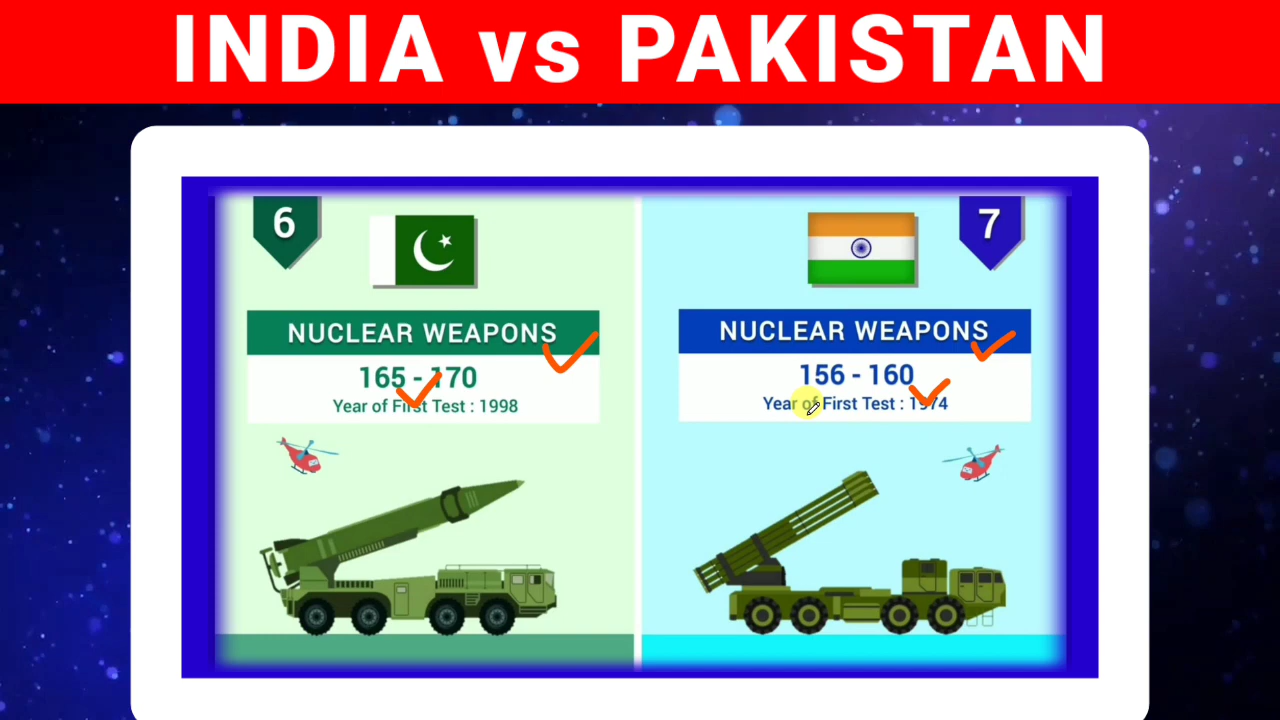 INDIA vs PAKISTAN
6
NUCLEAR WEAPONS
165 - 170
Year of First Test : 1998
7
NUCLEAR WEAPONS
156 - 160
Year of First Test : 1974